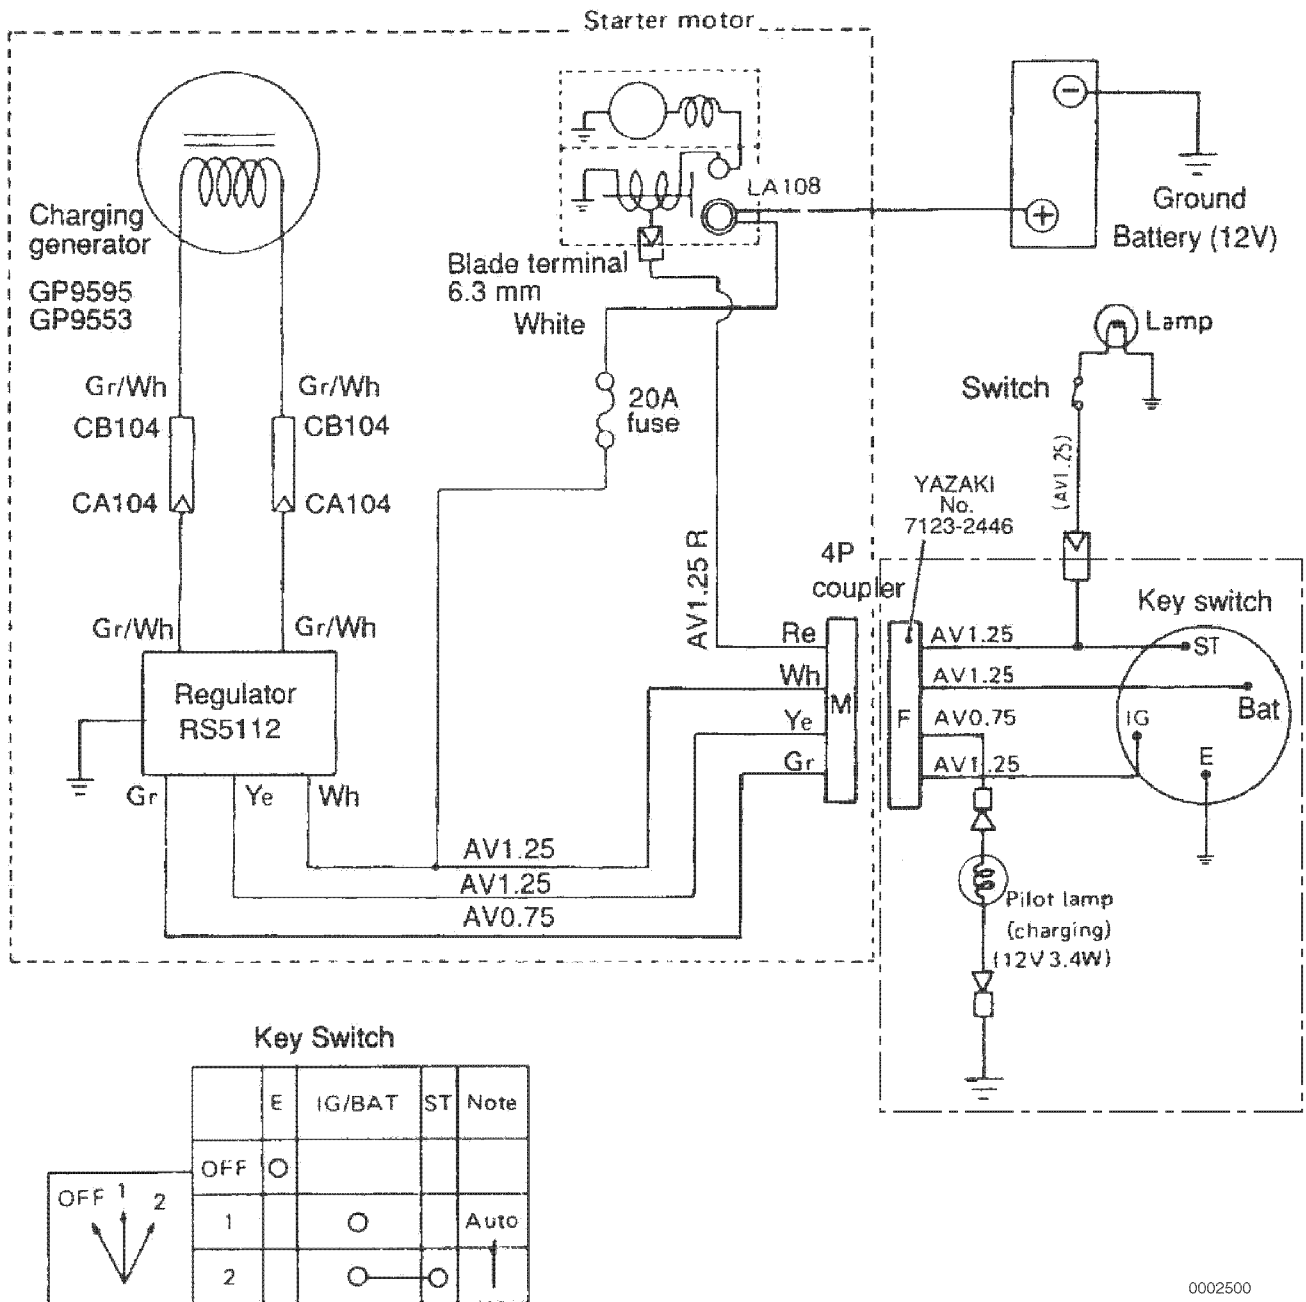 Starter motor
Charging
generator
GP9595
GP9553
LA108
Ground
Battery (12V)
Blade terminal
6.3 mm
White
Lamp
Switch
Gr/Wh
Gr/Wh
CB104
CB104
20A
fuse
CA104
CA104
(AV1.25)
YAZAKI
No.
7123-2446
AV1.25 R
4P
coupler
Key switch
Gr/Wh
Gr/Wh
Re
AV1.25
ST
Regulator
RS5112
Wh
AV1.25
Bat
M
F
Ye
AV0.75
IG
Gr
AV1.25
E
Gr
Ye
Wh
AV1.25
AV1.25
AV0.75
Pilot lamp
(charging)
(12V3.4W)
Key Switch
E IG/BAT ST Note
OFF
OFF 1 2
1 Auto
2
0002500